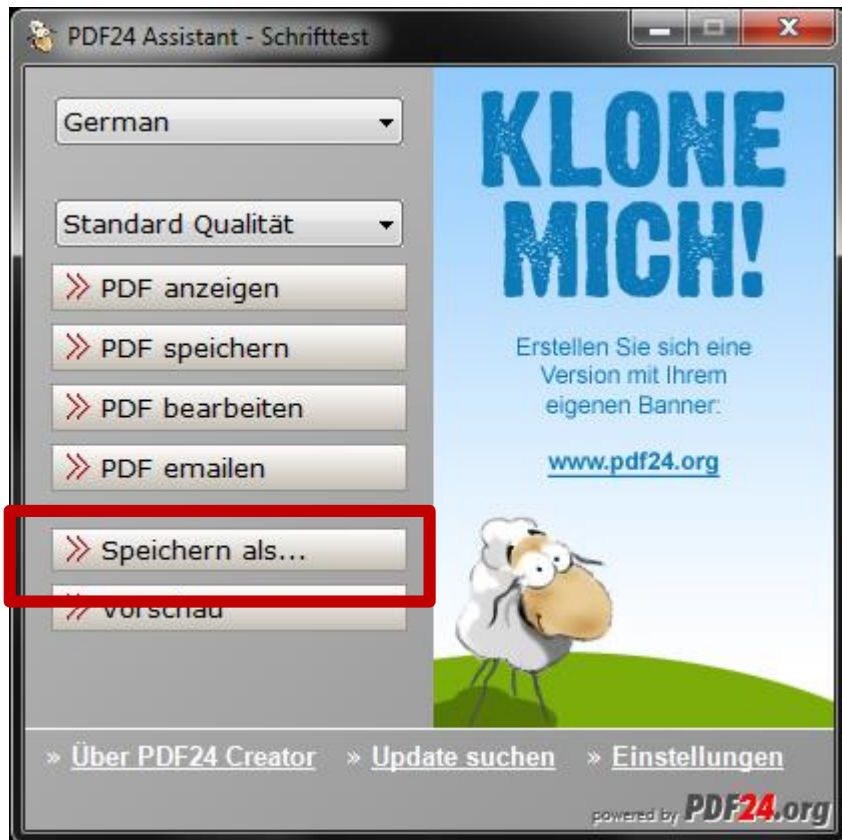 PDF24 Assistant - Schrifttest
German
Standard Qualität
PDF anzeigen
PDF speichern
PDF bearbeiten
PDF emailen
Speichern als...
Vorschau
KLONE
MICH!
Erstellen Sie sich eine
Version mit Ihrem
eigenen Banner:
www.pdf24.org
» Über PDF24 Creator » Update suchen » Einstellungen
powered by PDF24.org